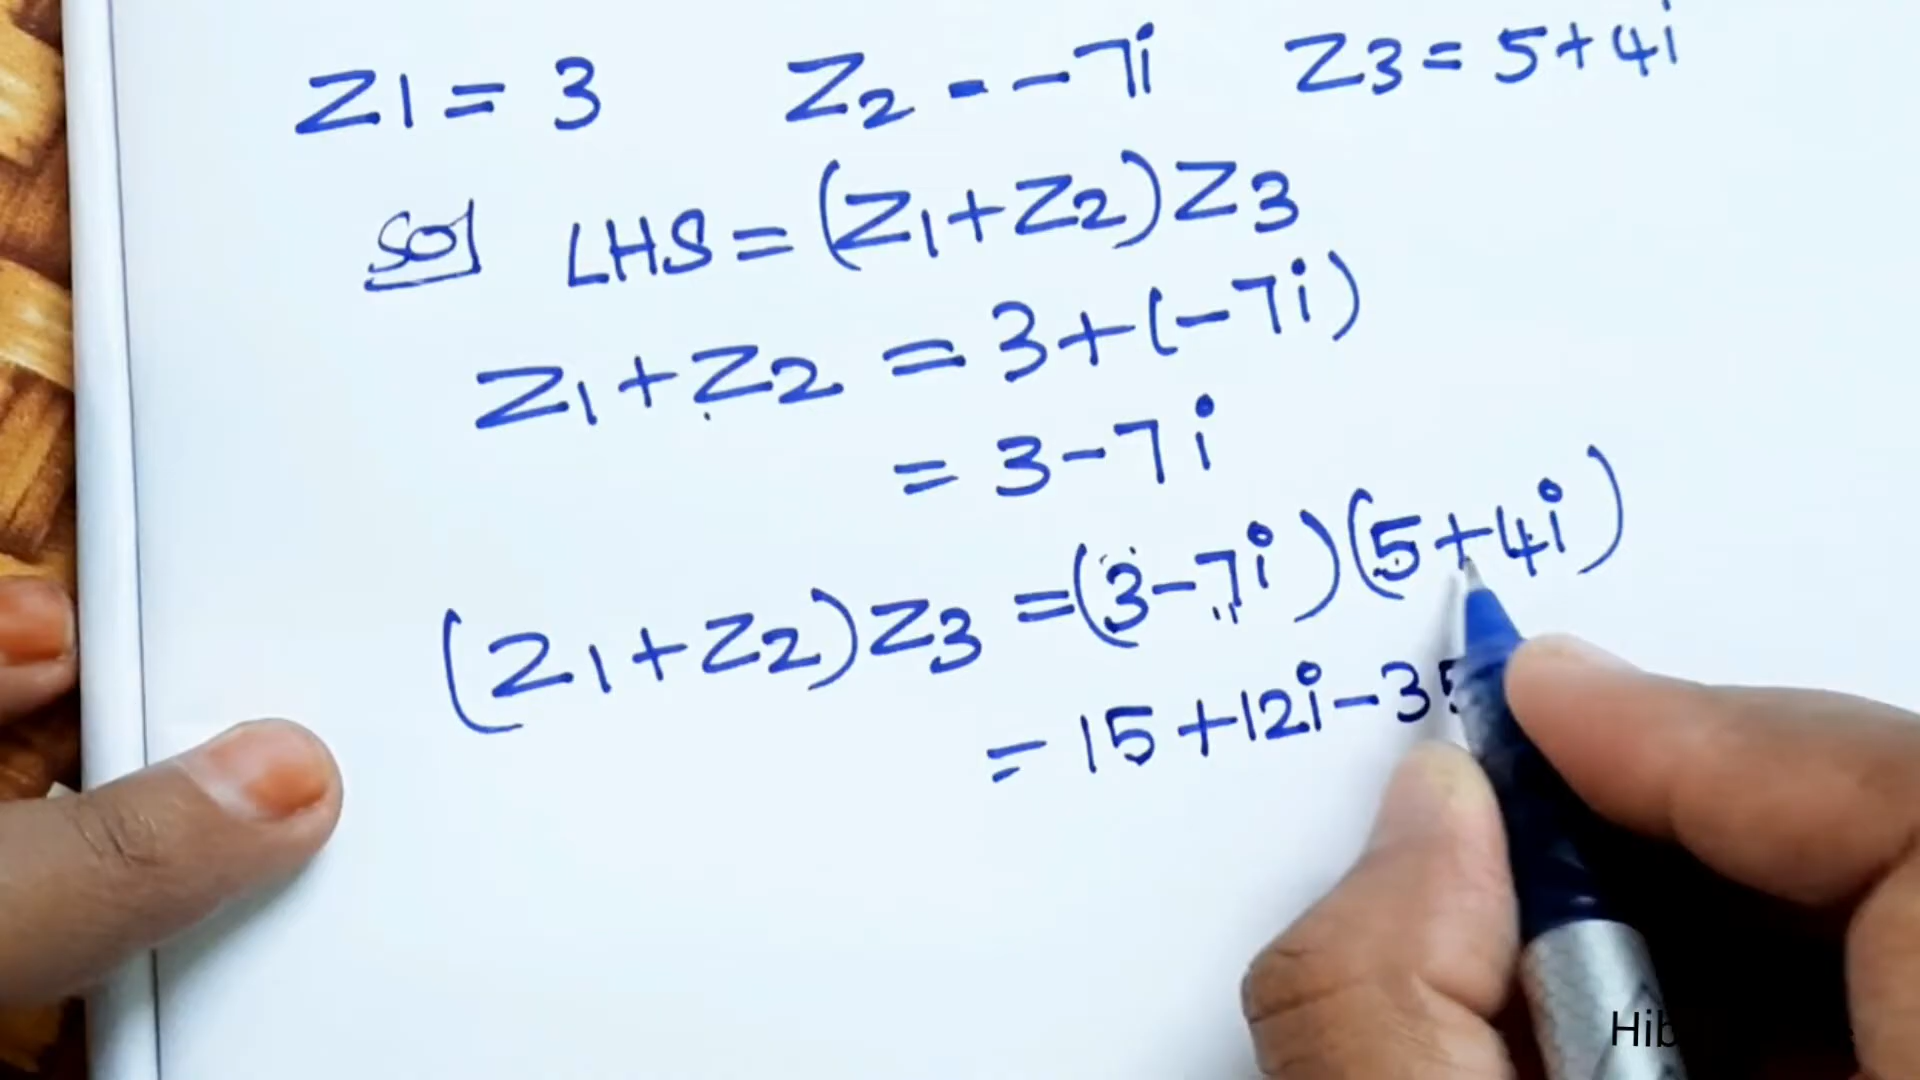 Z1 = 3 Z2 - -7i Z3 = 5+4i
Sol LHS = (Z1+Z2)Z3
Z1+Z2 = 3+(-7i)
= 3-7i
(Z1+Z2)Z3 = (3-7i)(5+4i)
= 15+12i-35